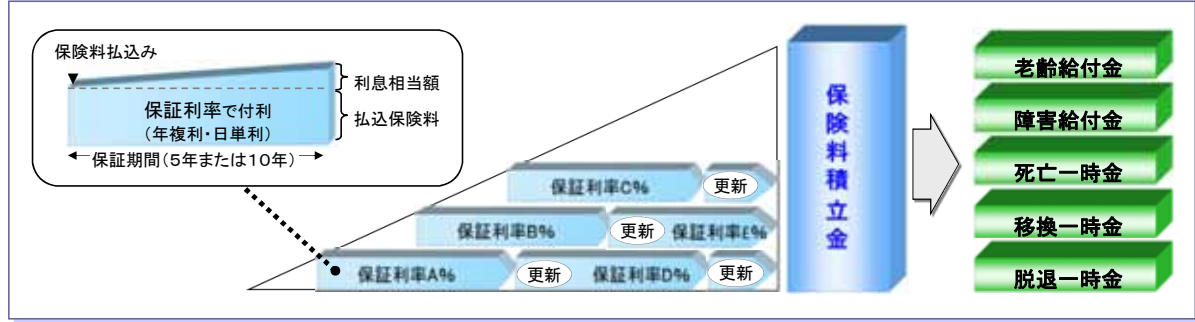 保険料払込み
▼
利息相当額
保証利率で付利
(年複利・日単利)
払込保険料
保証期間(5年または10年)
保証利率C%
更新
保証利率B%
更新
保証利率E%
保証利率A%
更新
保証利率D%
更新
保険料積立金
老齢給付金
障害給付金
死亡一時金
移換一時金
脱退一時金